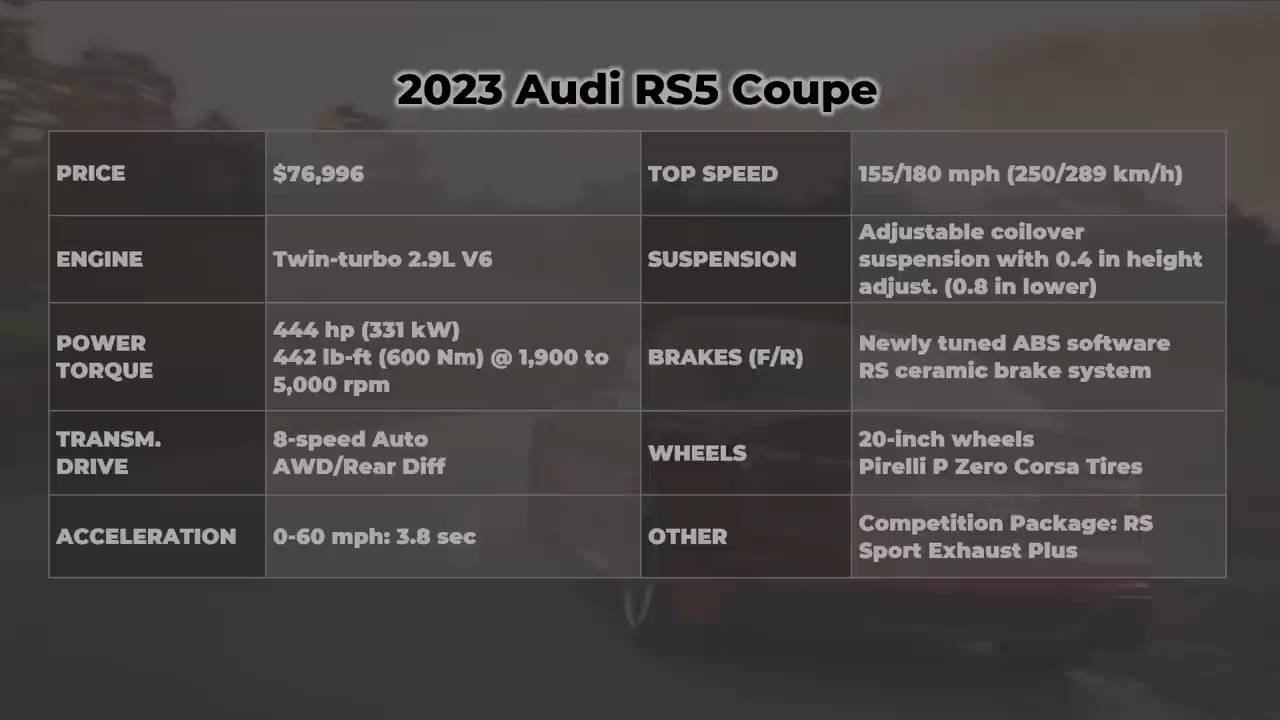 2023 Audi RS5 Coupe
PRICE
$76,996
TOP SPEED
155/180 mph (250/289 km/h)
ENGINE
Twin-turbo 2.9L V6
SUSPENSION
Adjustable coilover
suspension with 0.4 in height
adjust. (0.8 in lower)
POWER
TORQUE
444 hp (331 kW)
442 lb-ft (600 Nm) @ 1,900 to
5,000 rpm
BRAKES (F/R)
Newly tuned ABS software
RS ceramic brake system
TRANSM.
DRIVE
8-speed Auto
AWD/Rear Diff
WHEELS
20-inch wheels
Pirelli P Zero Corsa Tires
ACCELERATION
0-60 mph: 3.8 sec
OTHER
Competition Package: RS
Sport Exhaust Plus